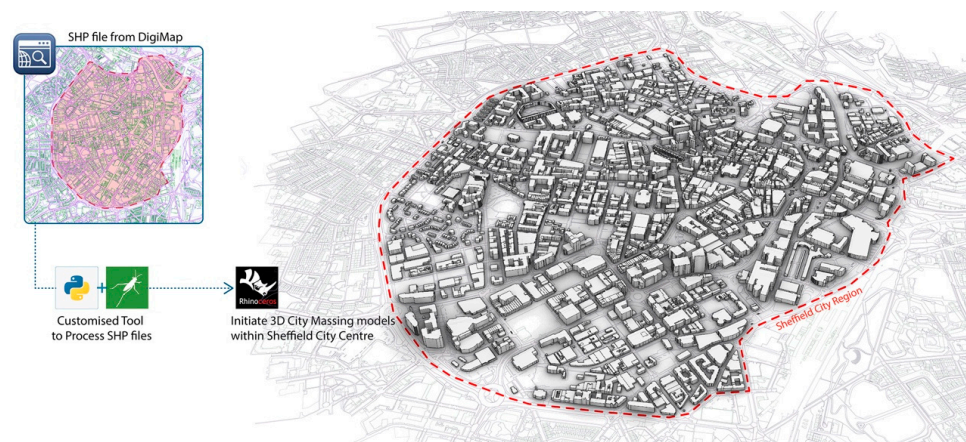 SHP file from DigiMap
Customised Tool
to Process SHP files
Rhinoceros
Initiate 3D City Massing models
within Sheffield City Centre
Sheffield City Region